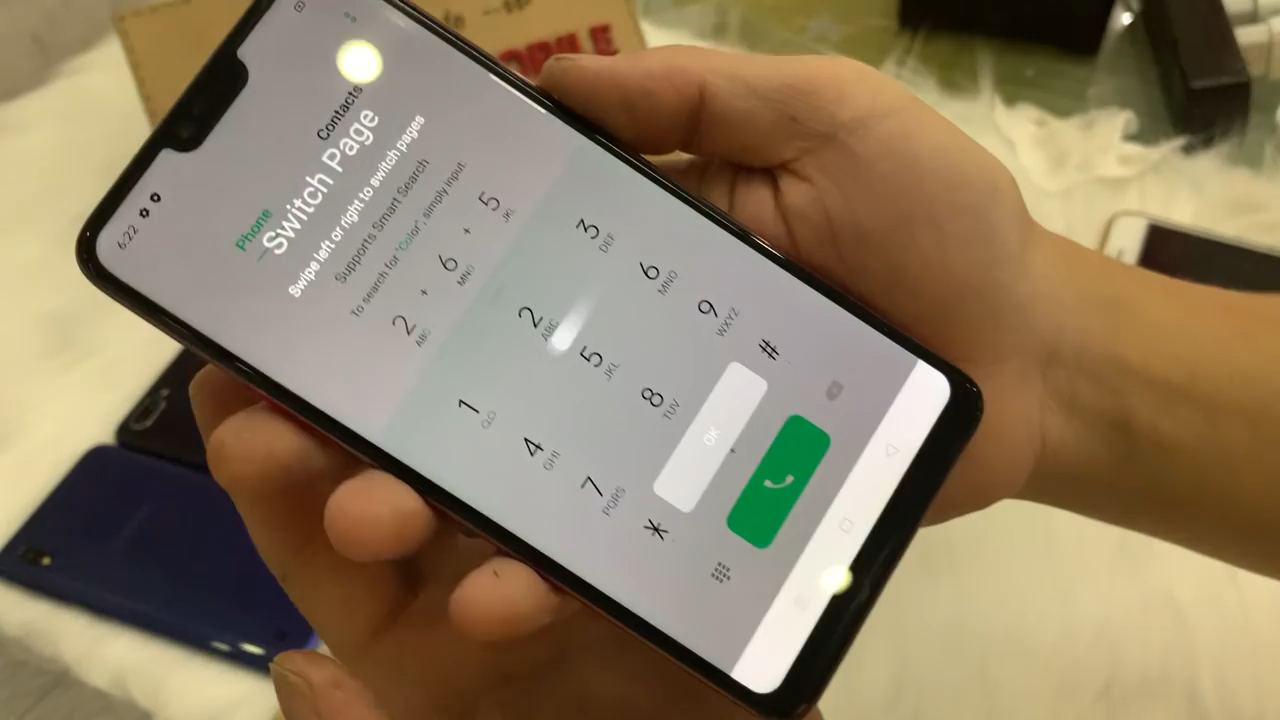 MOBILE
6:22
Phone
Contacts
Switch Page
Swipe left or right to switch pages
Supports Smart Search
To search for "Color", simply input:
2 + 6 + 5
ABC MNO JKL
1 2 3
QD ABC DEF
4 5 6
GHI JKL MNO
7 8 9
PQRS TUV WXYZ
* #
OK
+